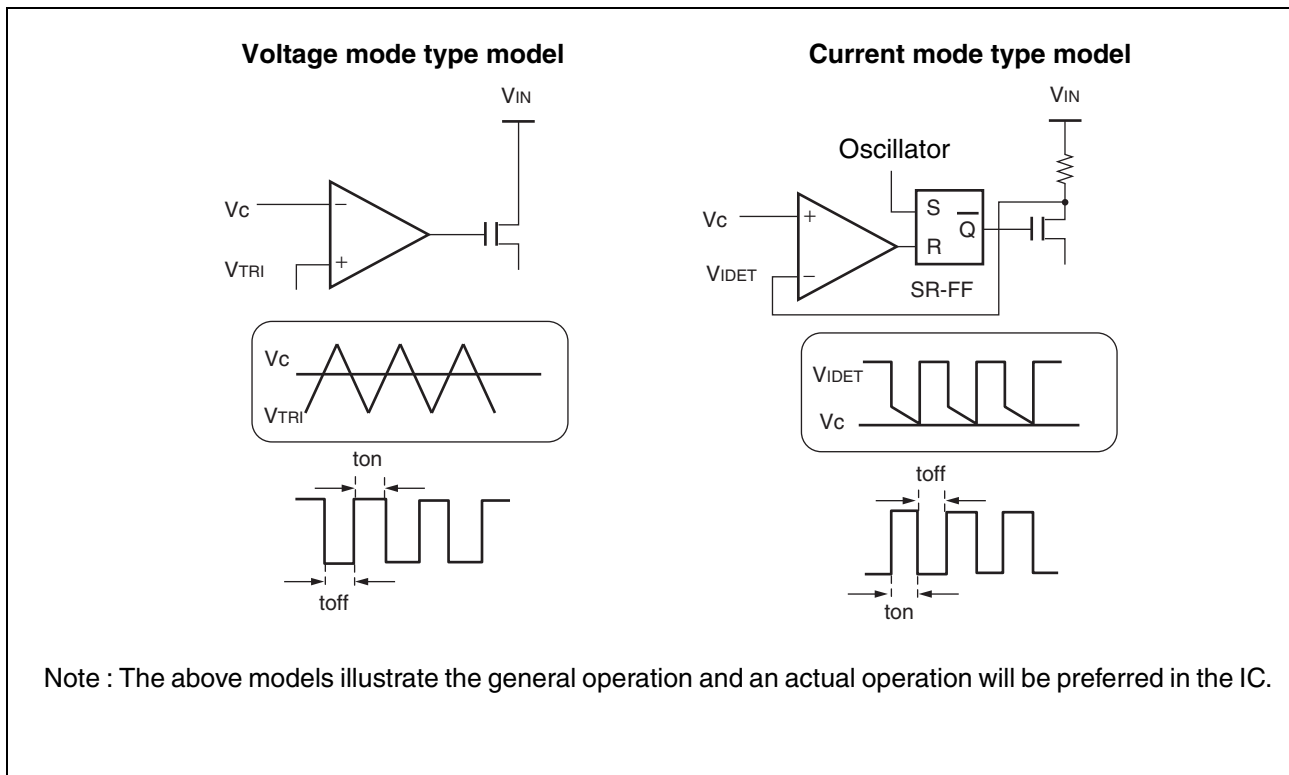 Voltage mode type model
VIN
Vc
−
VTRI
+
Vc
VTRI
ton
toff
Current mode type model
VIN
Oscillator
Vc
+
S
Q
R
VIDET
−
SR-FF
VIDET
Vc
toff
ton
Note : The above models illustrate the general operation and an actual operation will be preferred in the IC.